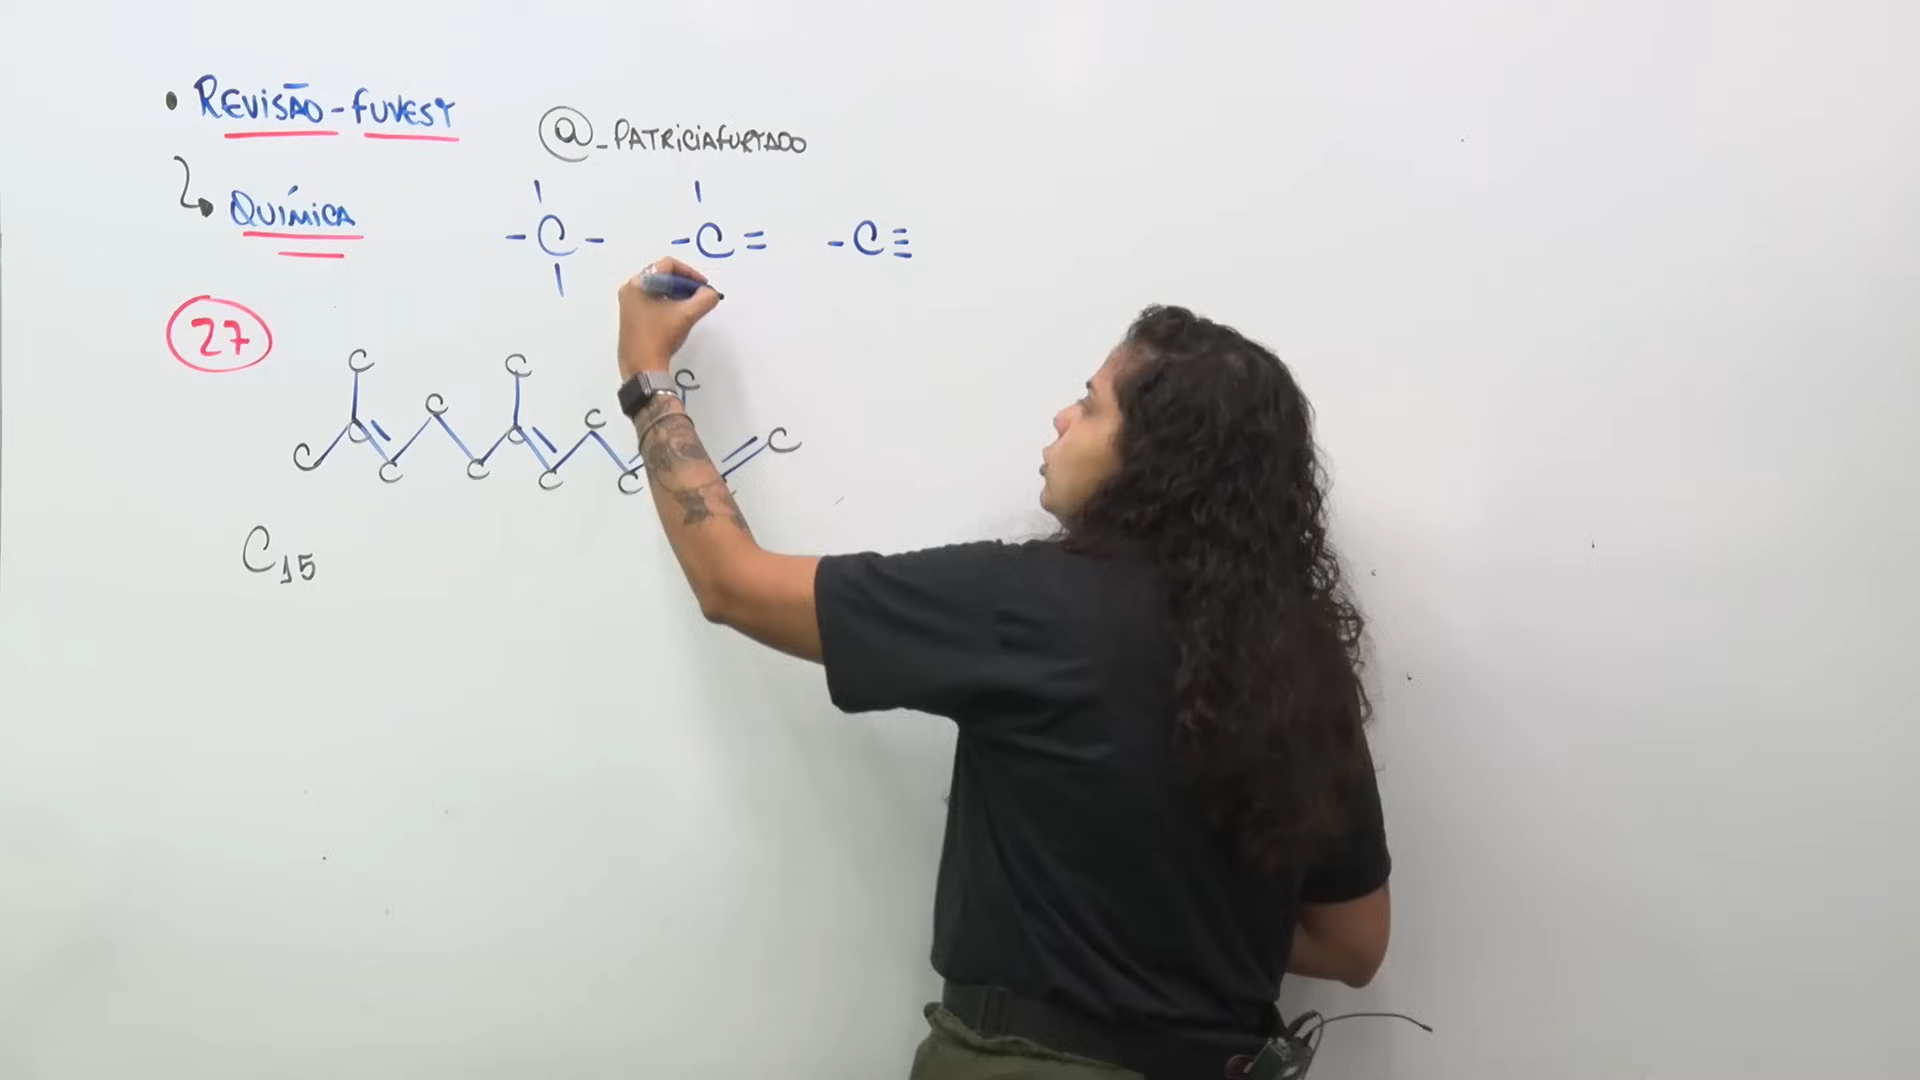 • REVISÃO - FUVEST
@_PATRICIAFURTADO
QUÍMICA
- C - - C = - C ≡
27
C C C
C C
C C C C C C C C
C15